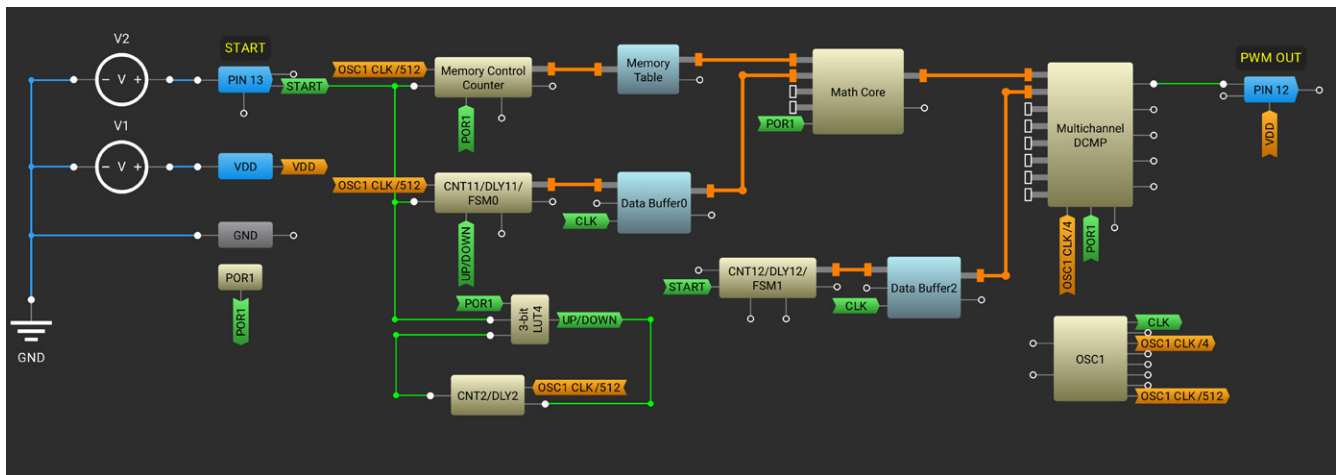 V2
V
START
PIN 13
START
OSC1 CLK /512
Memory Control
Counter
POR1
Memory
Table
Math Core
POR1
Multichannel
DCMP
OSC1 CLK /4
POR1
PWM OUT
PIN 12
VDD
V1
V
VDD
VDD
OSC1 CLK /512
CNT11/DLY11/
FSM0
UP/DOWN
Data Buffer0
CLK
GND
POR1
POR1
GND
CNT12/DLY12/
FSM1
START
Data Buffer2
CLK
POR1
3-bit
LUT4
UP/DOWN
CNT2/DLY2
OSC1 CLK /512
OSC1
CLK
OSC1 CLK /4
OSC1 CLK /512